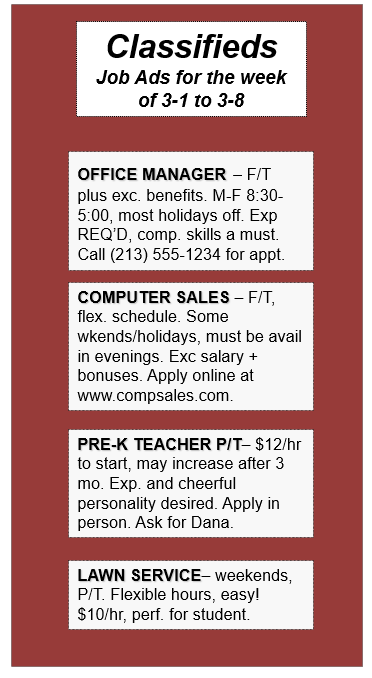 Classifieds
Job Ads for the week
of 3-1 to 3-8
OFFICE MANAGER – F/T
plus exc. benefits. M-F 8:30-
5:00, most holidays off. Exp
REQ’D, comp. skills a must.
Call (213) 555-1234 for appt.
COMPUTER SALES – F/T,
flex. schedule. Some
wkends/holidays, must be avail
in evenings. Exc salary +
bonuses. Apply online at
www.compsales.com.
PRE-K TEACHER P/T– $12/hr
to start, may increase after 3
mo. Exp. and cheerful
personality desired. Apply in
person. Ask for Dana.
LAWN SERVICE– weekends,
P/T. Flexible hours, easy!
$10/hr, perf. for student.